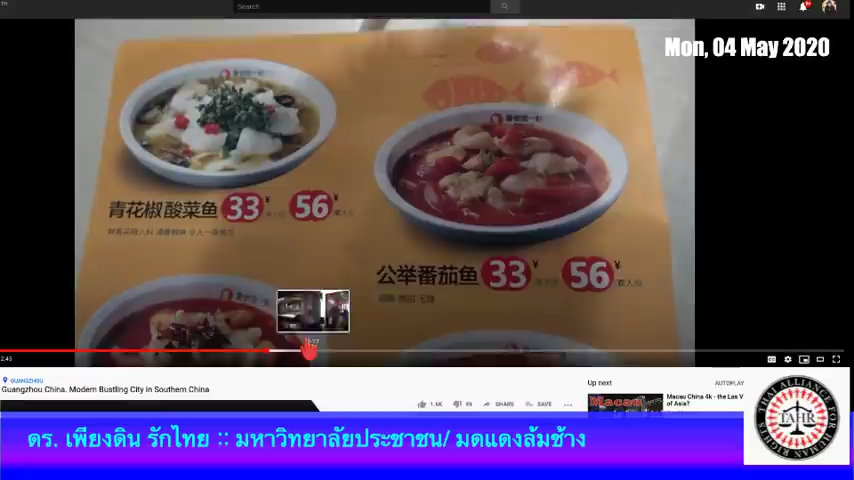 Search
Mon, 04 May 2020
青花椒酸菜鱼 33 ¥ 56 ¥
公举番茄鱼 33 ¥ 56 ¥
GUANGZHOU
Guangzhou China. Modern Bustling City in Southern China
SHARE
SAVE
Up next
AUTOPLAY
Macau
Macau China 4k - the Las V
of Asia?
ดร. เพียงดิน รักไทย :: มหาวิทยาลัยประชาชน/ มดแดงล้มช้าง
THAI ALLIANCE FOR HUMAN RIGHTS
TAHR